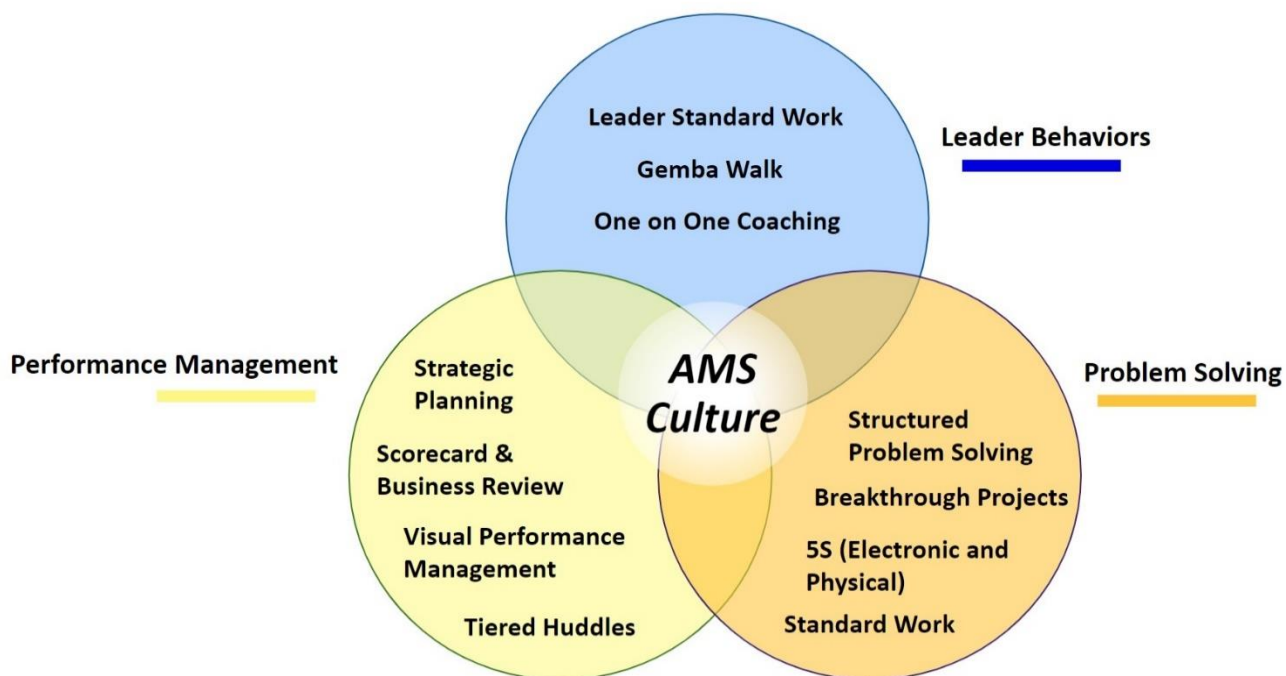 Leader Standard Work
Gemba Walk
One on One Coaching
Leader Behaviors
Performance Management
Strategic
Planning
Scorecard &
Business Review
Visual Performance
Management
Tiered Huddles
AMS
Culture
Problem Solving
Structured
Problem Solving
Breakthrough Projects
5S (Electronic and
Physical)
Standard Work